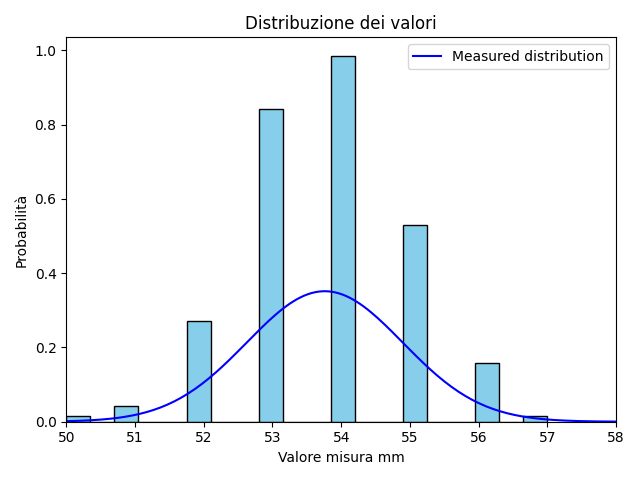 Distribuzione dei valori
Measured distribution
Probabilità
1.0
0.8
0.6
0.4
0.2
0.0
50 51 52 53 54 55 56 57 58
Valore misura mm